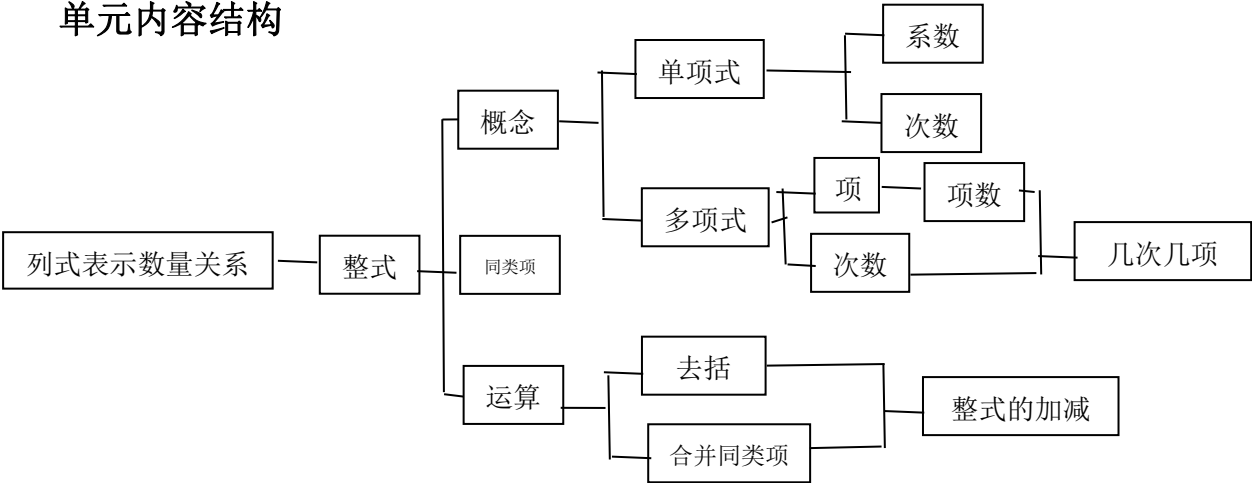 单元内容结构
系数
单项式
概念
次数
项
项数
多项式
次数
几次几项
列式表示数量关系
整式
同类项
去括
运算
整式的加减
合并同类项